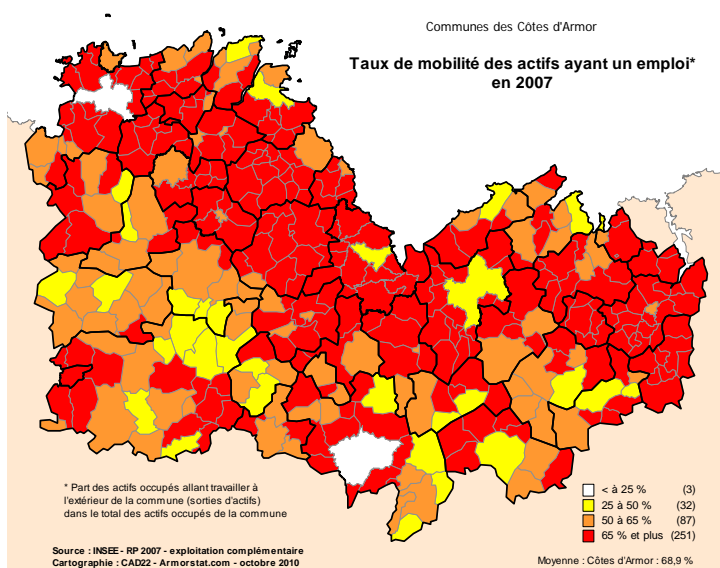 Communes des Côtes d'Armor
Taux de mobilité des actifs ayant un emploi*
en 2007
* Part des actifs occupés allant travailler à
l'extérieur de la commune (sorties d'actifs)
dans le total des actifs occupés de la commune
< à 25 % (3)
25 à 50 % (32)
50 à 65 % (87)
65 % et plus (251)
Source : INSEE - RP 2007 - exploitation complémentaire
Cartographie : CAD22 - Armorstat.com - octobre 2010
Moyenne : Côtes d'Armor : 68,9 %